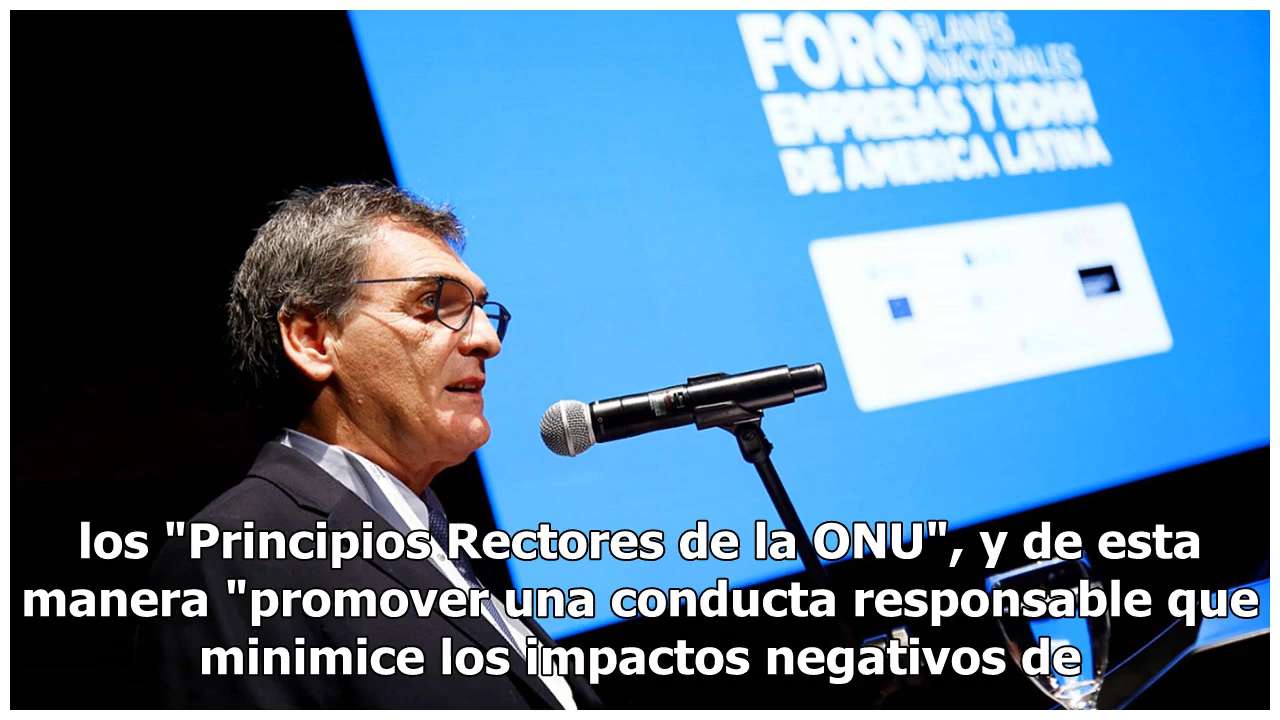 FORO PLANES
NACIONALES
EMPRESAS Y DDHH
DE AMERICA LATINA
los "Principios Rectores de la ONU", y de esta
manera "promover una conducta responsable que
minimice los impactos negativos de